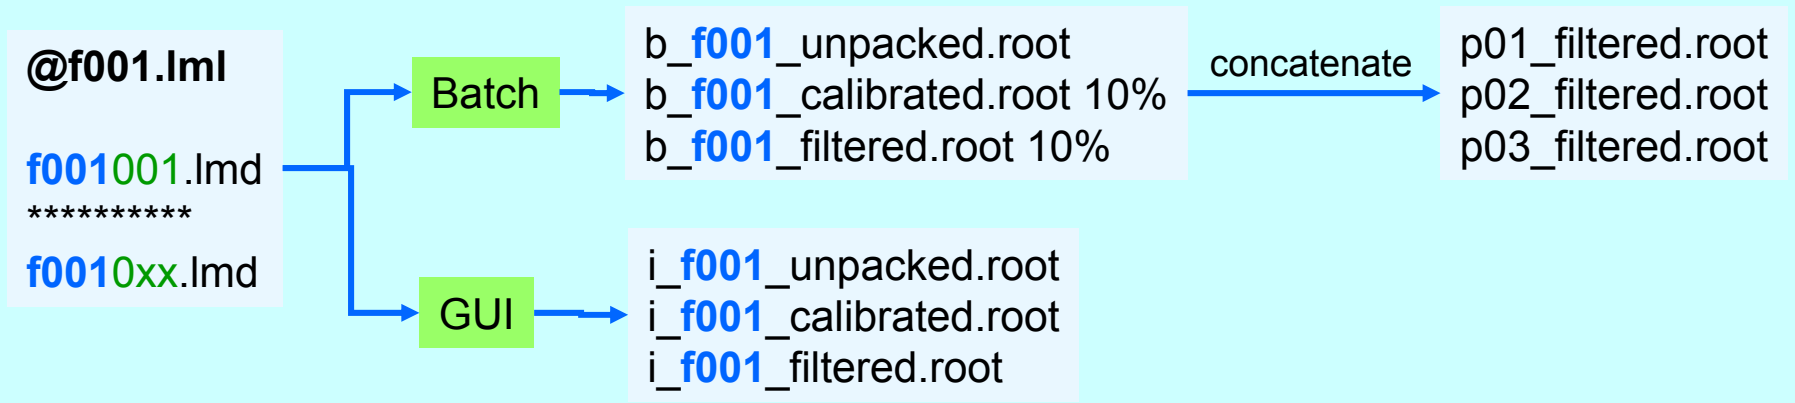 @f001.lml
f001001.lmd
**********
f0010xx.lmd
Batch
GUI
b_f001_unpacked.root
b_f001_calibrated.root 10%
b_f001_filtered.root 10%
i_f001_unpacked.root
i_f001_calibrated.root
i_f001_filtered.root
concatenate
p01_filtered.root
p02_filtered.root
p03_filtered.root